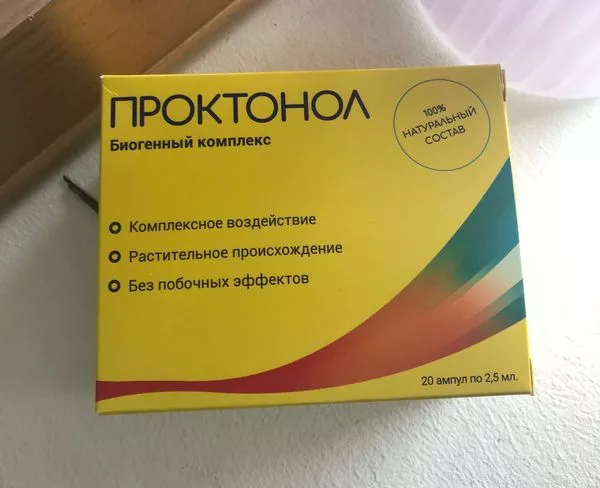 ПРОКТОНОЛ
Биогенный комплекс
100%
НАТУРАЛЬНЫЙ
СОСТАВ
Комплексное воздействие
Растительное происхождение
Без побочных эффектов
20 ампул по 2,5 мл.